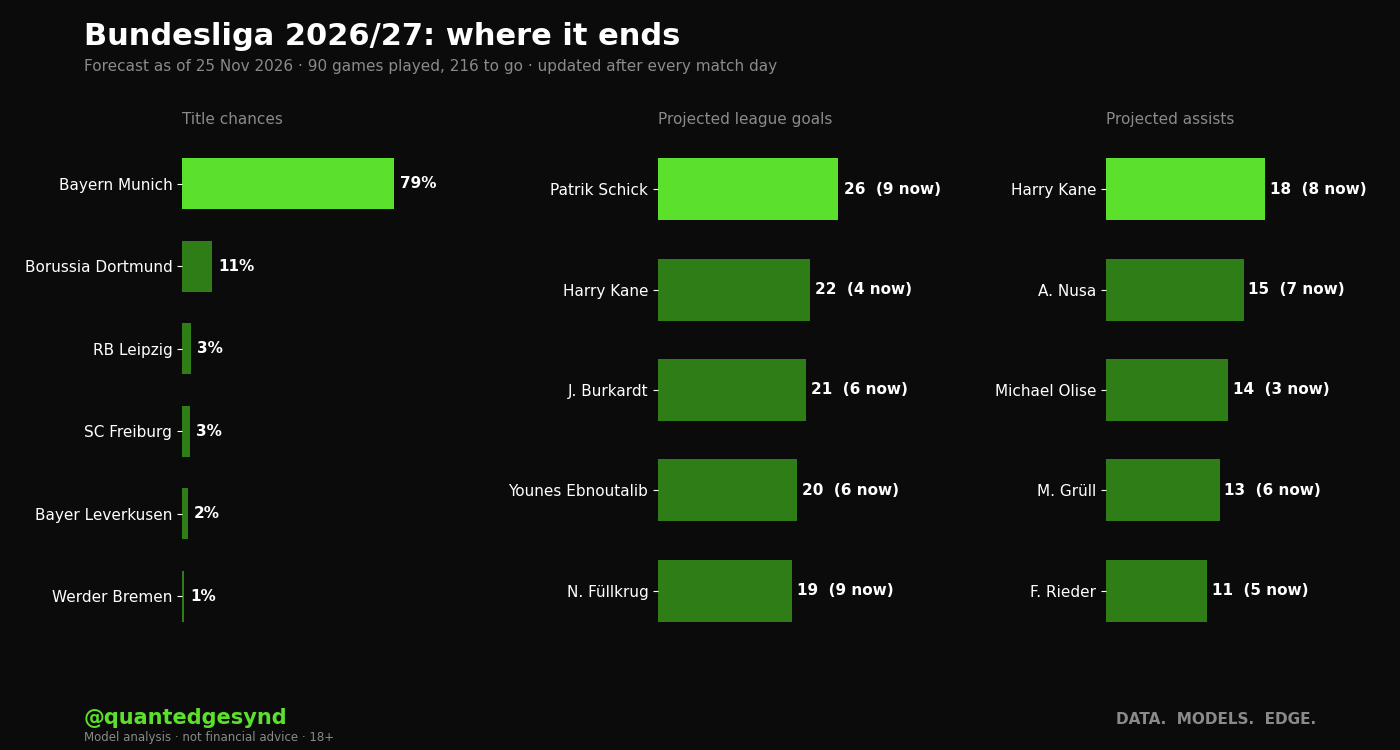 Bundesliga 2026/27: where it ends
Forecast as of 25 Nov 2026 · 90 games played, 216 to go · updated after every match day
Title chances
Bayern Munich 79%
Borussia Dortmund 11%
RB Leipzig 3%
SC Freiburg 3%
Bayer Leverkusen 2%
Werder Bremen 1%
Projected league goals
Patrik Schick 26 (9 now)
Harry Kane 22 (4 now)
J. Burkardt 21 (6 now)
Younes Ebnoutalib 20 (6 now)
N. Füllkrug 19 (9 now)
Projected assists
Harry Kane 18 (8 now)
A. Nusa 15 (7 now)
Michael Olise 14 (3 now)
M. Grüll 13 (6 now)
F. Rieder 11 (5 now)
@quantedgesynd
Model analysis · not financial advice · 18+
DATA. MODELS. EDGE.